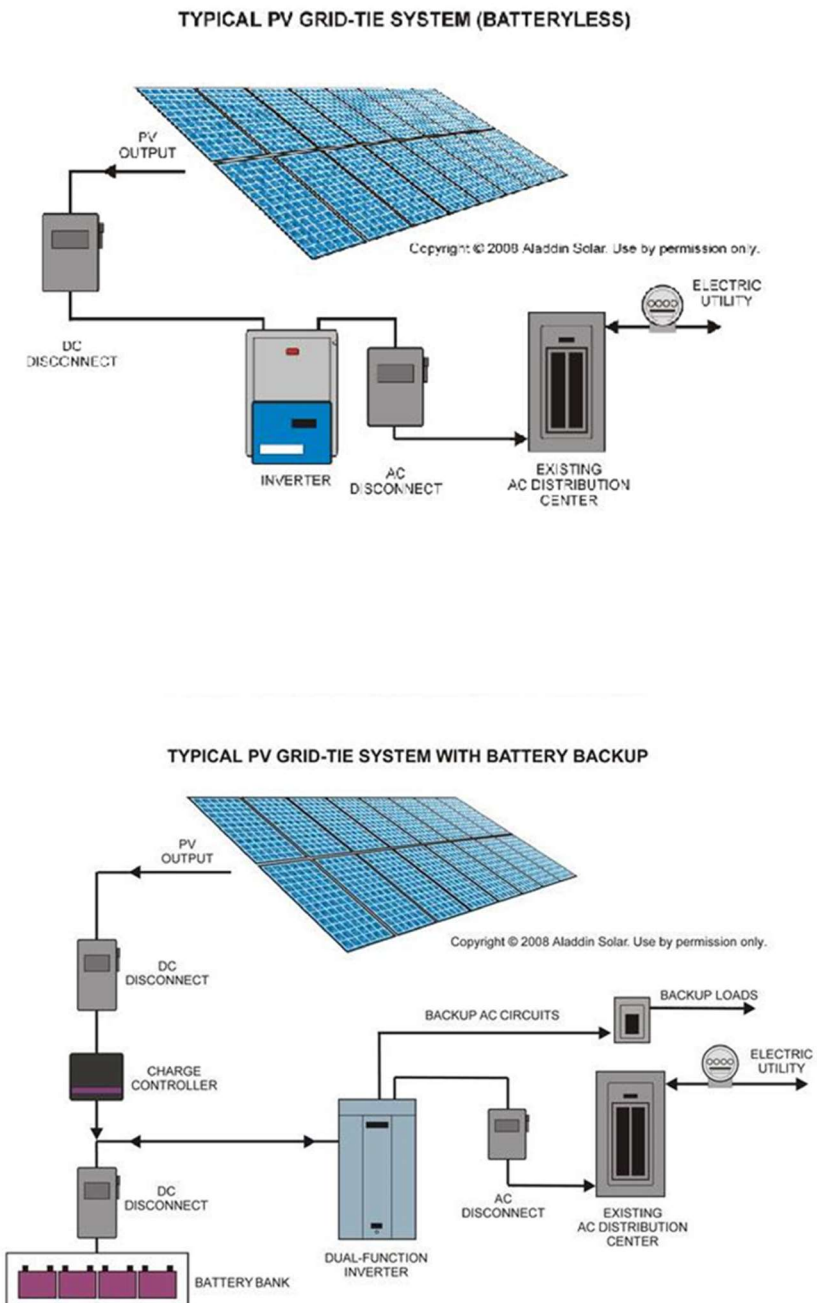 TYPICAL PV GRID-TIE SYSTEM (BATTERYLESS)
PV
OUTPUT
Copyright © 2008 Aladdin Solar. Use by permission only.
ELECTRIC
UTILITY
DC
DISCONNECT
INVERTER
AC
DISCONNECT
EXISTING
AC DISTRIBUTION
CENTER
TYPICAL PV GRID-TIE SYSTEM WITH BATTERY BACKUP
PV
OUTPUT
Copyright © 2008 Aladdin Solar. Use by permission only.
DC
DISCONNECT
BACKUP LOADS
BACKUP AC CIRCUITS
ELECTRIC
UTILITY
CHARGE
CONTROLLER
DC
DISCONNECT
AC
DISCONNECT
EXISTING
AC DISTRIBUTION
CENTER
DUAL-FUNCTION
INVERTER
BATTERY BANK